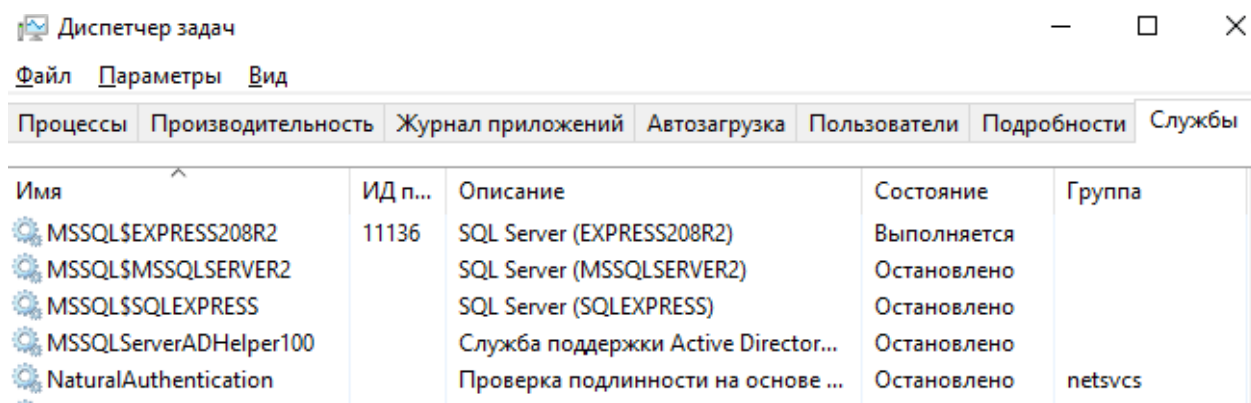 Диспетчер задач
Файл Параметры Вид
Процессы Производительность Журнал приложений Автозагрузка Пользователи Подробности Службы
Имя ИД п... Описание Состояние Группа
MSSQL$EXPRESS208R2 11136 SQL Server (EXPRESS208R2) Выполняется
MSSQL$MSSQLSERVER2 SQL Server (MSSQLSERVER2) Остановлено
MSSQL$SQLEXPRESS SQL Server (SQLEXPRESS) Остановлено
MSSQLServerADHelper100 Служба поддержки Active Director... Остановлено
NaturalAuthentication Проверка подлинности на основе ... Остановлено netsvcs